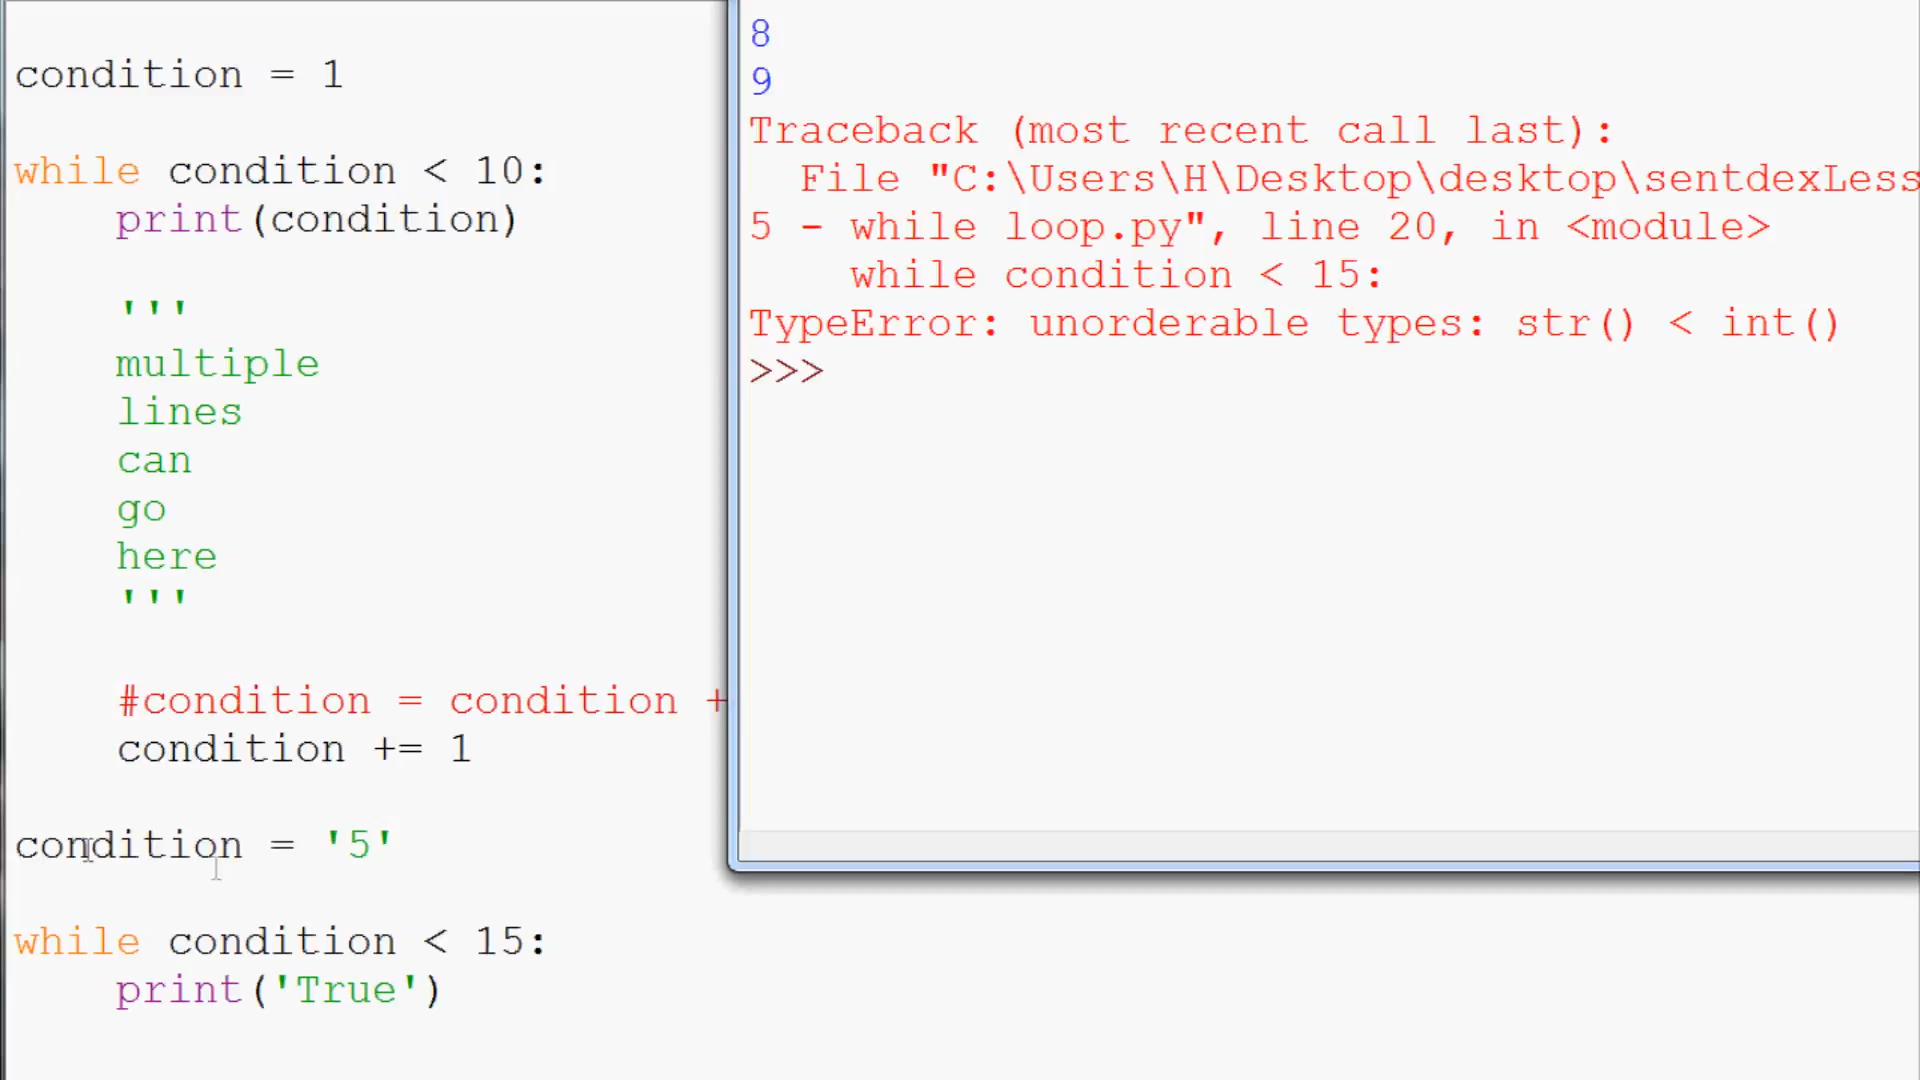 condition = 1
while condition < 10:
    print(condition)
    '''
    multiple
    lines
    can
    go
    here
    '''
    #condition = condition +
    condition += 1
condition = '5'
while condition < 15:
    print('True')
8
9
Traceback (most recent call last):
  File "C:\Users\H\Desktop\desktop\sentdexLess
5 - while loop.py", line 20, in <module>
    while condition < 15:
TypeError: unorderable types: str() < int()
>>>